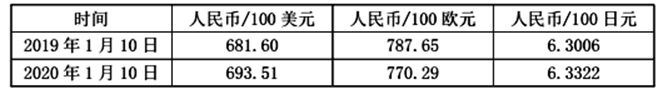 时间 人民币/100 美元 人民币/100 欧元 人民币/100 日元
2019 年 1 月 10 日 681.60 787.65 6.3006
2020 年 1 月 10 日 693.51 770.29 6.3322